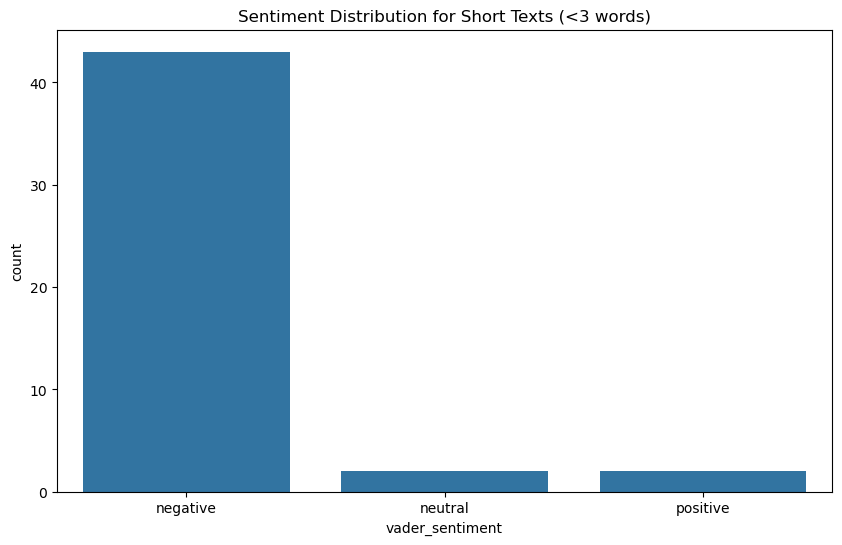 Sentiment Distribution for Short Texts (<3 words)
40
30
20
10
0
count
negative
neutral
positive
vader_sentiment